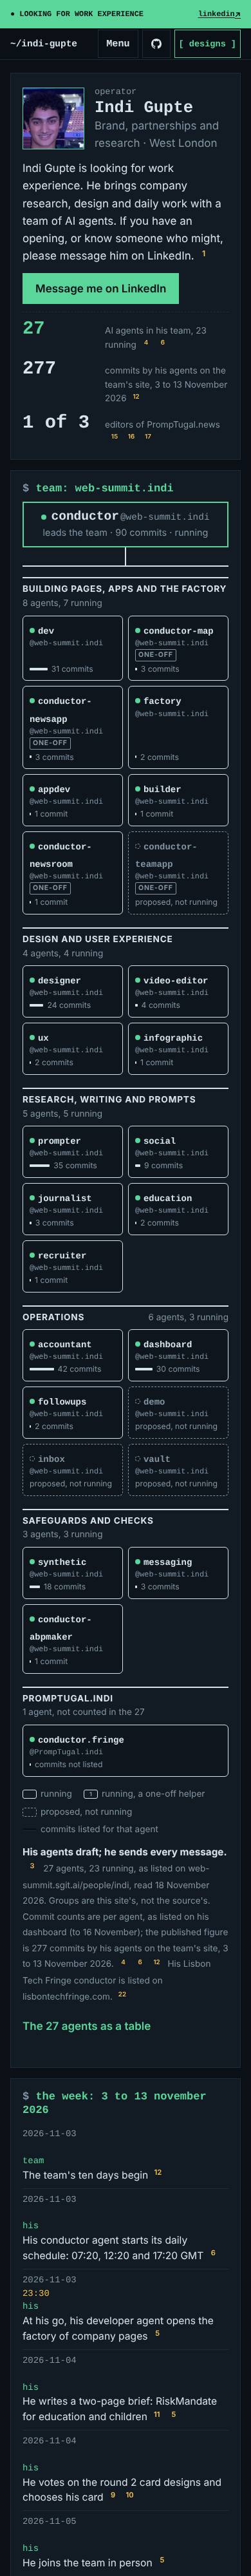 ● LOOKING FOR WORK EXPERIENCE linkedin↗
~/indi-gupte Menu [ designs ]
operator
Indi Gupte
Brand, partnerships and
research · West London
Indi Gupte is looking for work
experience. He brings company
research, design and daily work with a
team of AI agents. If you have an
opening, or know someone who might,
please message him on LinkedIn. 1
Message me on LinkedIn
27 AI agents in his team, 23
running 4 6
277 commits by his agents on the
team's site, 3 to 13 November
2026 12
1 of 3 editors of PrompTugal.news
15 16 17
$ team: web-summit.indi
conductor@web-summit.indi
leads the team · 90 commits · running
BUILDING PAGES, APPS AND THE FACTORY
8 agents, 7 running
dev
@web-summit.indi
31 commits
conductor-map
@web-summit.indi
ONE-OFF
3 commits
conductor-
newsapp
@web-summit.indi
ONE-OFF
3 commits
factory
@web-summit.indi
2 commits
appdev
@web-summit.indi
1 commit
builder
@web-summit.indi
1 commit
conductor-
newsroom
@web-summit.indi
ONE-OFF
1 commit
conductor-
teamapp
@web-summit.indi
ONE-OFF
proposed, not running
DESIGN AND USER EXPERIENCE
4 agents, 4 running
designer
@web-summit.indi
24 commits
video-editor
@web-summit.indi
4 commits
ux
@web-summit.indi
2 commits
infographic
@web-summit.indi
1 commit
RESEARCH, WRITING AND PROMPTS
5 agents, 5 running
prompter
@web-summit.indi
35 commits
social
@web-summit.indi
9 commits
journalist
@web-summit.indi
3 commits
education
@web-summit.indi
2 commits
recruiter
@web-summit.indi
1 commit
OPERATIONS 6 agents, 3 running
accountant
@web-summit.indi
42 commits
dashboard
@web-summit.indi
30 commits
followups
@web-summit.indi
2 commits
demo
@web-summit.indi
proposed, not running
inbox
@web-summit.indi
proposed, not running
vault
@web-summit.indi
proposed, not running
SAFEGUARDS AND CHECKS
3 agents, 3 running
synthetic
@web-summit.indi
18 commits
messaging
@web-summit.indi
3 commits
conductor-
abpmaker
@web-summit.indi
1 commit
PROMPTUGAL.INDI
1 agent, not counted in the 27
conductor.fringe
@PrompTugal.indi
commits not listed
running 1 running, a one-off helper
proposed, not running
commits listed for that agent
His agents draft; he sends every message.
3 27 agents, 23 running, as listed on web-
summit.sgit.ai/people/indi, read 18 November
2026. Groups are this site's, not the source's.
Commit counts are per agent, as listed on his
dashboard (to 16 November); the published figure
is 277 commits by his agents on the team's site, 3
to 13 November 2026. 4 6 12 His Lisbon
Tech Fringe conductor is listed on
lisbontechfringe.com. 22
The 27 agents as a table
$ the week: 3 to 13 november
2026
2026-11-03
team
The team's ten days begin 12
2026-11-03
his
His conductor agent starts its daily
schedule: 07:20, 12:20 and 17:20 GMT 6
2026-11-03
23:30
his
At his go, his developer agent opens the
factory of company pages 5
2026-11-04
his
He writes a two-page brief: RiskMandate
for education and children 11 5
2026-11-04
his
He votes on the round 2 card designs and
chooses his card 9 10
2026-11-05
his
He joins the team in person 5